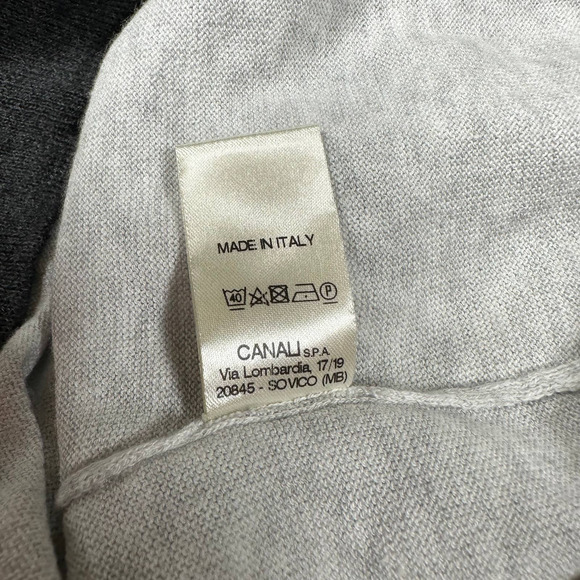 MADE IN ITALY
40 P
CANALI S.P.A.
Via Lombardia, 17/19
20845 - SOVICO (MB)